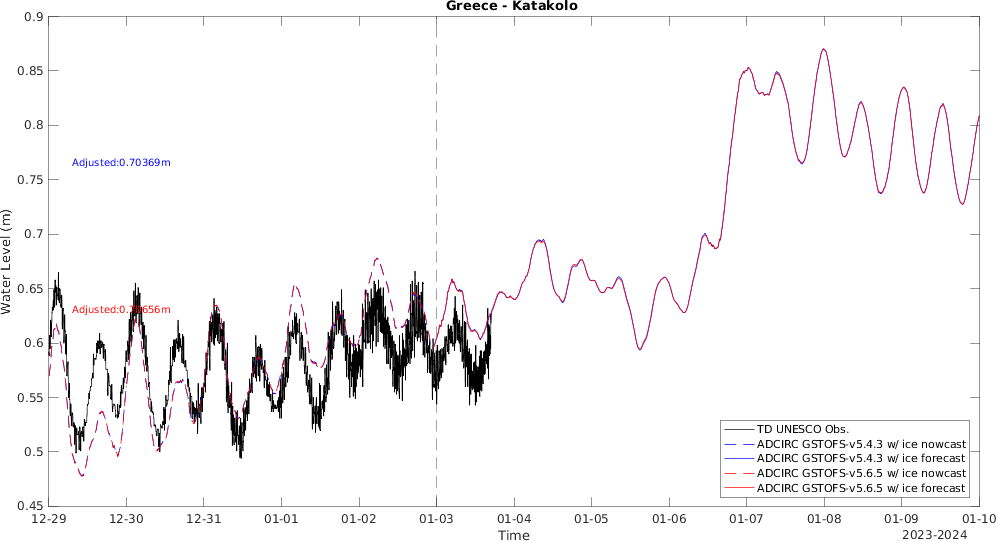 Greece - Katakolo
0.9
0.85
0.8
0.75
0.7
0.65
0.6
0.55
0.5
0.45
Water Level (m)
Adjusted:0.70369m
Adjusted:0.70656m
12-29
12-30
12-31
01-01
01-02
01-03
01-04
01-05
01-06
01-07
01-08
01-09
01-10
Time
2023-2024
TD UNESCO Obs.
ADCIRC GSTOFS-v5.4.3 w/ ice nowcast
ADCIRC GSTOFS-v5.4.3 w/ ice forecast
ADCIRC GSTOFS-v5.6.5 w/ ice nowcast
ADCIRC GSTOFS-v5.6.5 w/ ice forecast